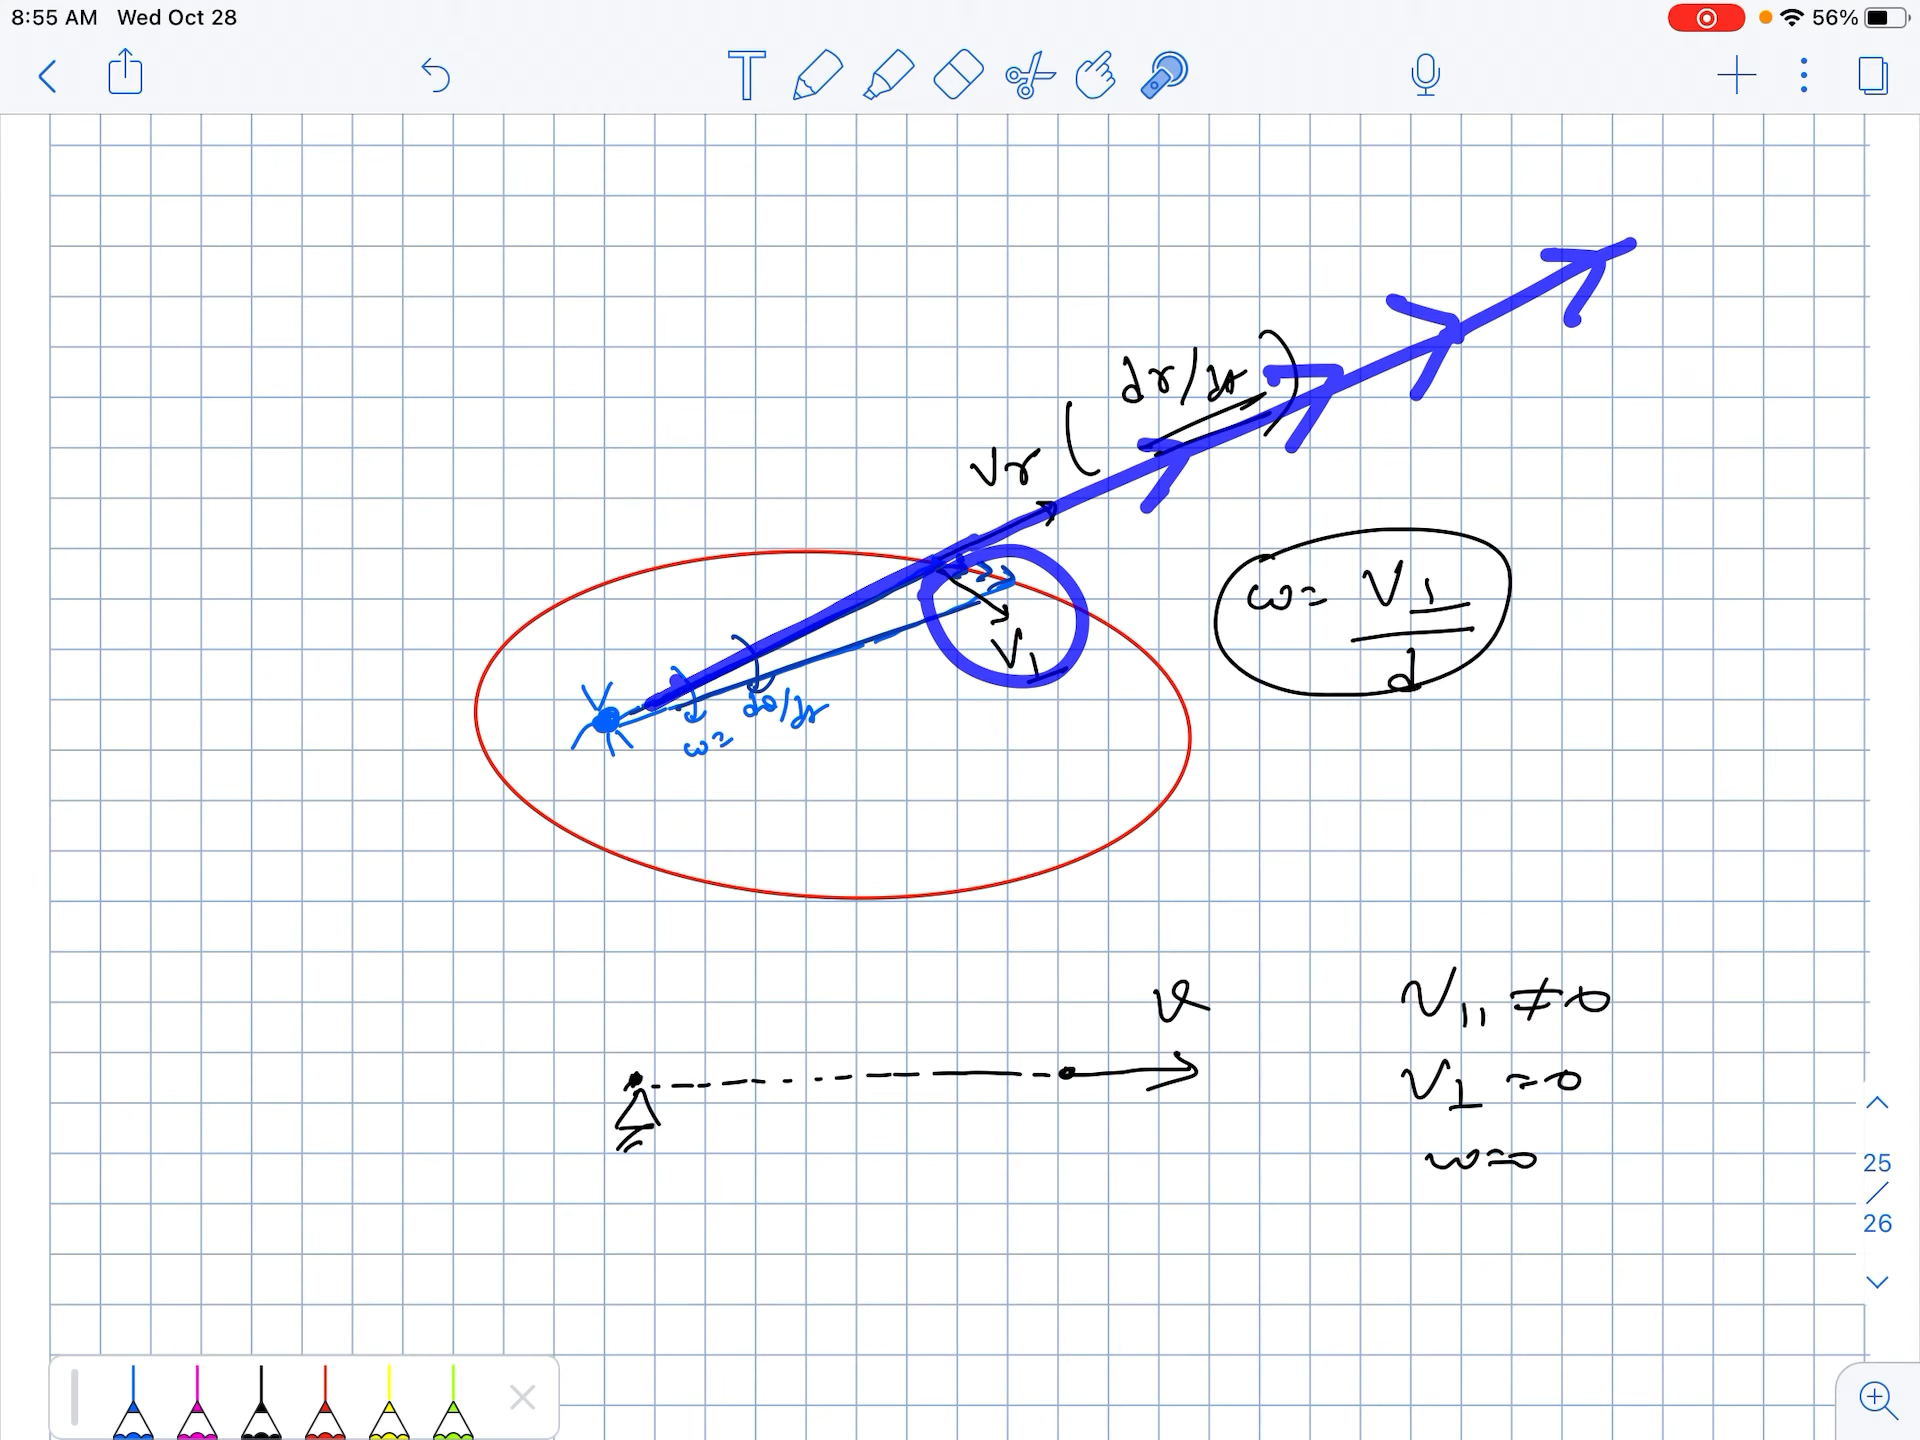 8:55 AM Wed Oct 28
56%
T
dr/dt
Vr ( )
ω= V⊥
d
V⊥
dθ/dt
ω=
v
V|| ≠0
V⊥ =0
ω=0
25
/
26